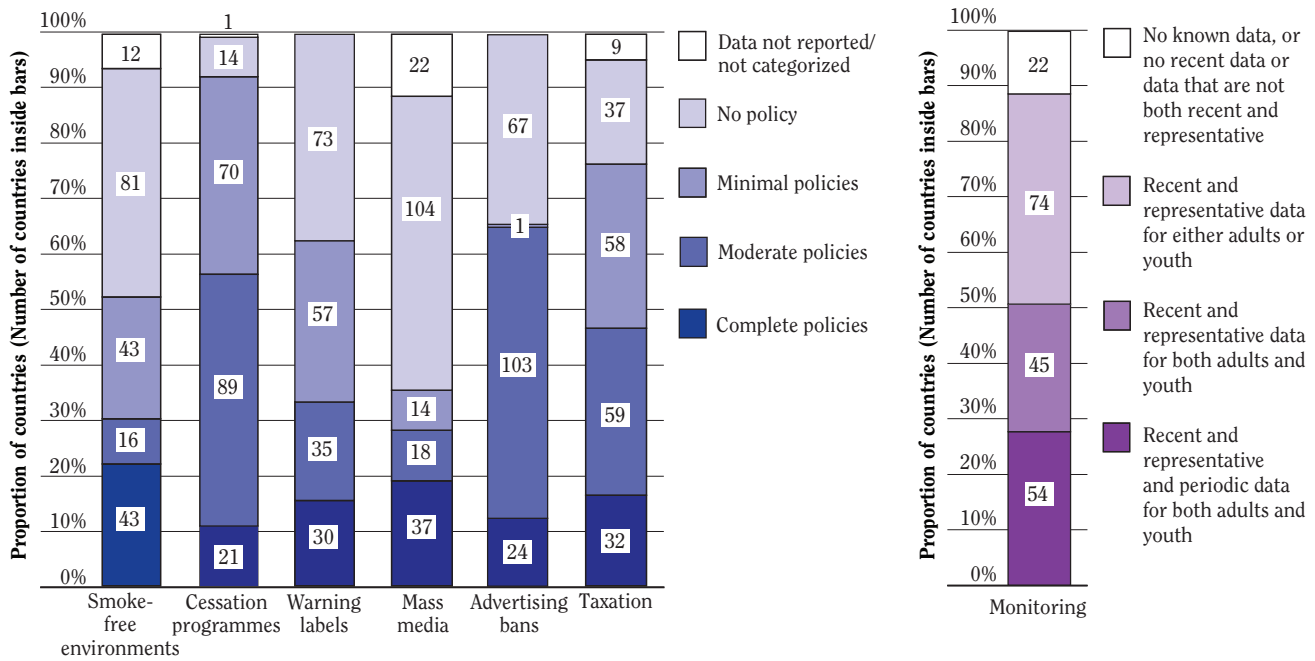 Proportion of countries (Number of countries inside bars)
100%
90%
80%
70%
60%
50%
40%
30%
20%
10%
0%
12
81
43
16
43
Smoke-
free
environments
1
14
70
89
21
Cessation
programmes
73
57
35
30
Warning
labels
22
104
14
18
37
Mass
media
67
1
103
24
Advertising
bans
9
37
58
59
32
Taxation
Data not reported/
not categorized
No policy
Minimal policies
Moderate policies
Complete policies
Proportion of countries (Number of countries inside bars)
100%
90%
80%
70%
60%
50%
40%
30%
20%
10%
0%
22
74
45
54
Monitoring
No known data, or
no recent data or
data that are not
both recent and
representative
Recent and
representative data
for either adults or
youth
Recent and
representative data
for both adults and
youth
Recent and
representative
and periodic data
for both adults and
youth